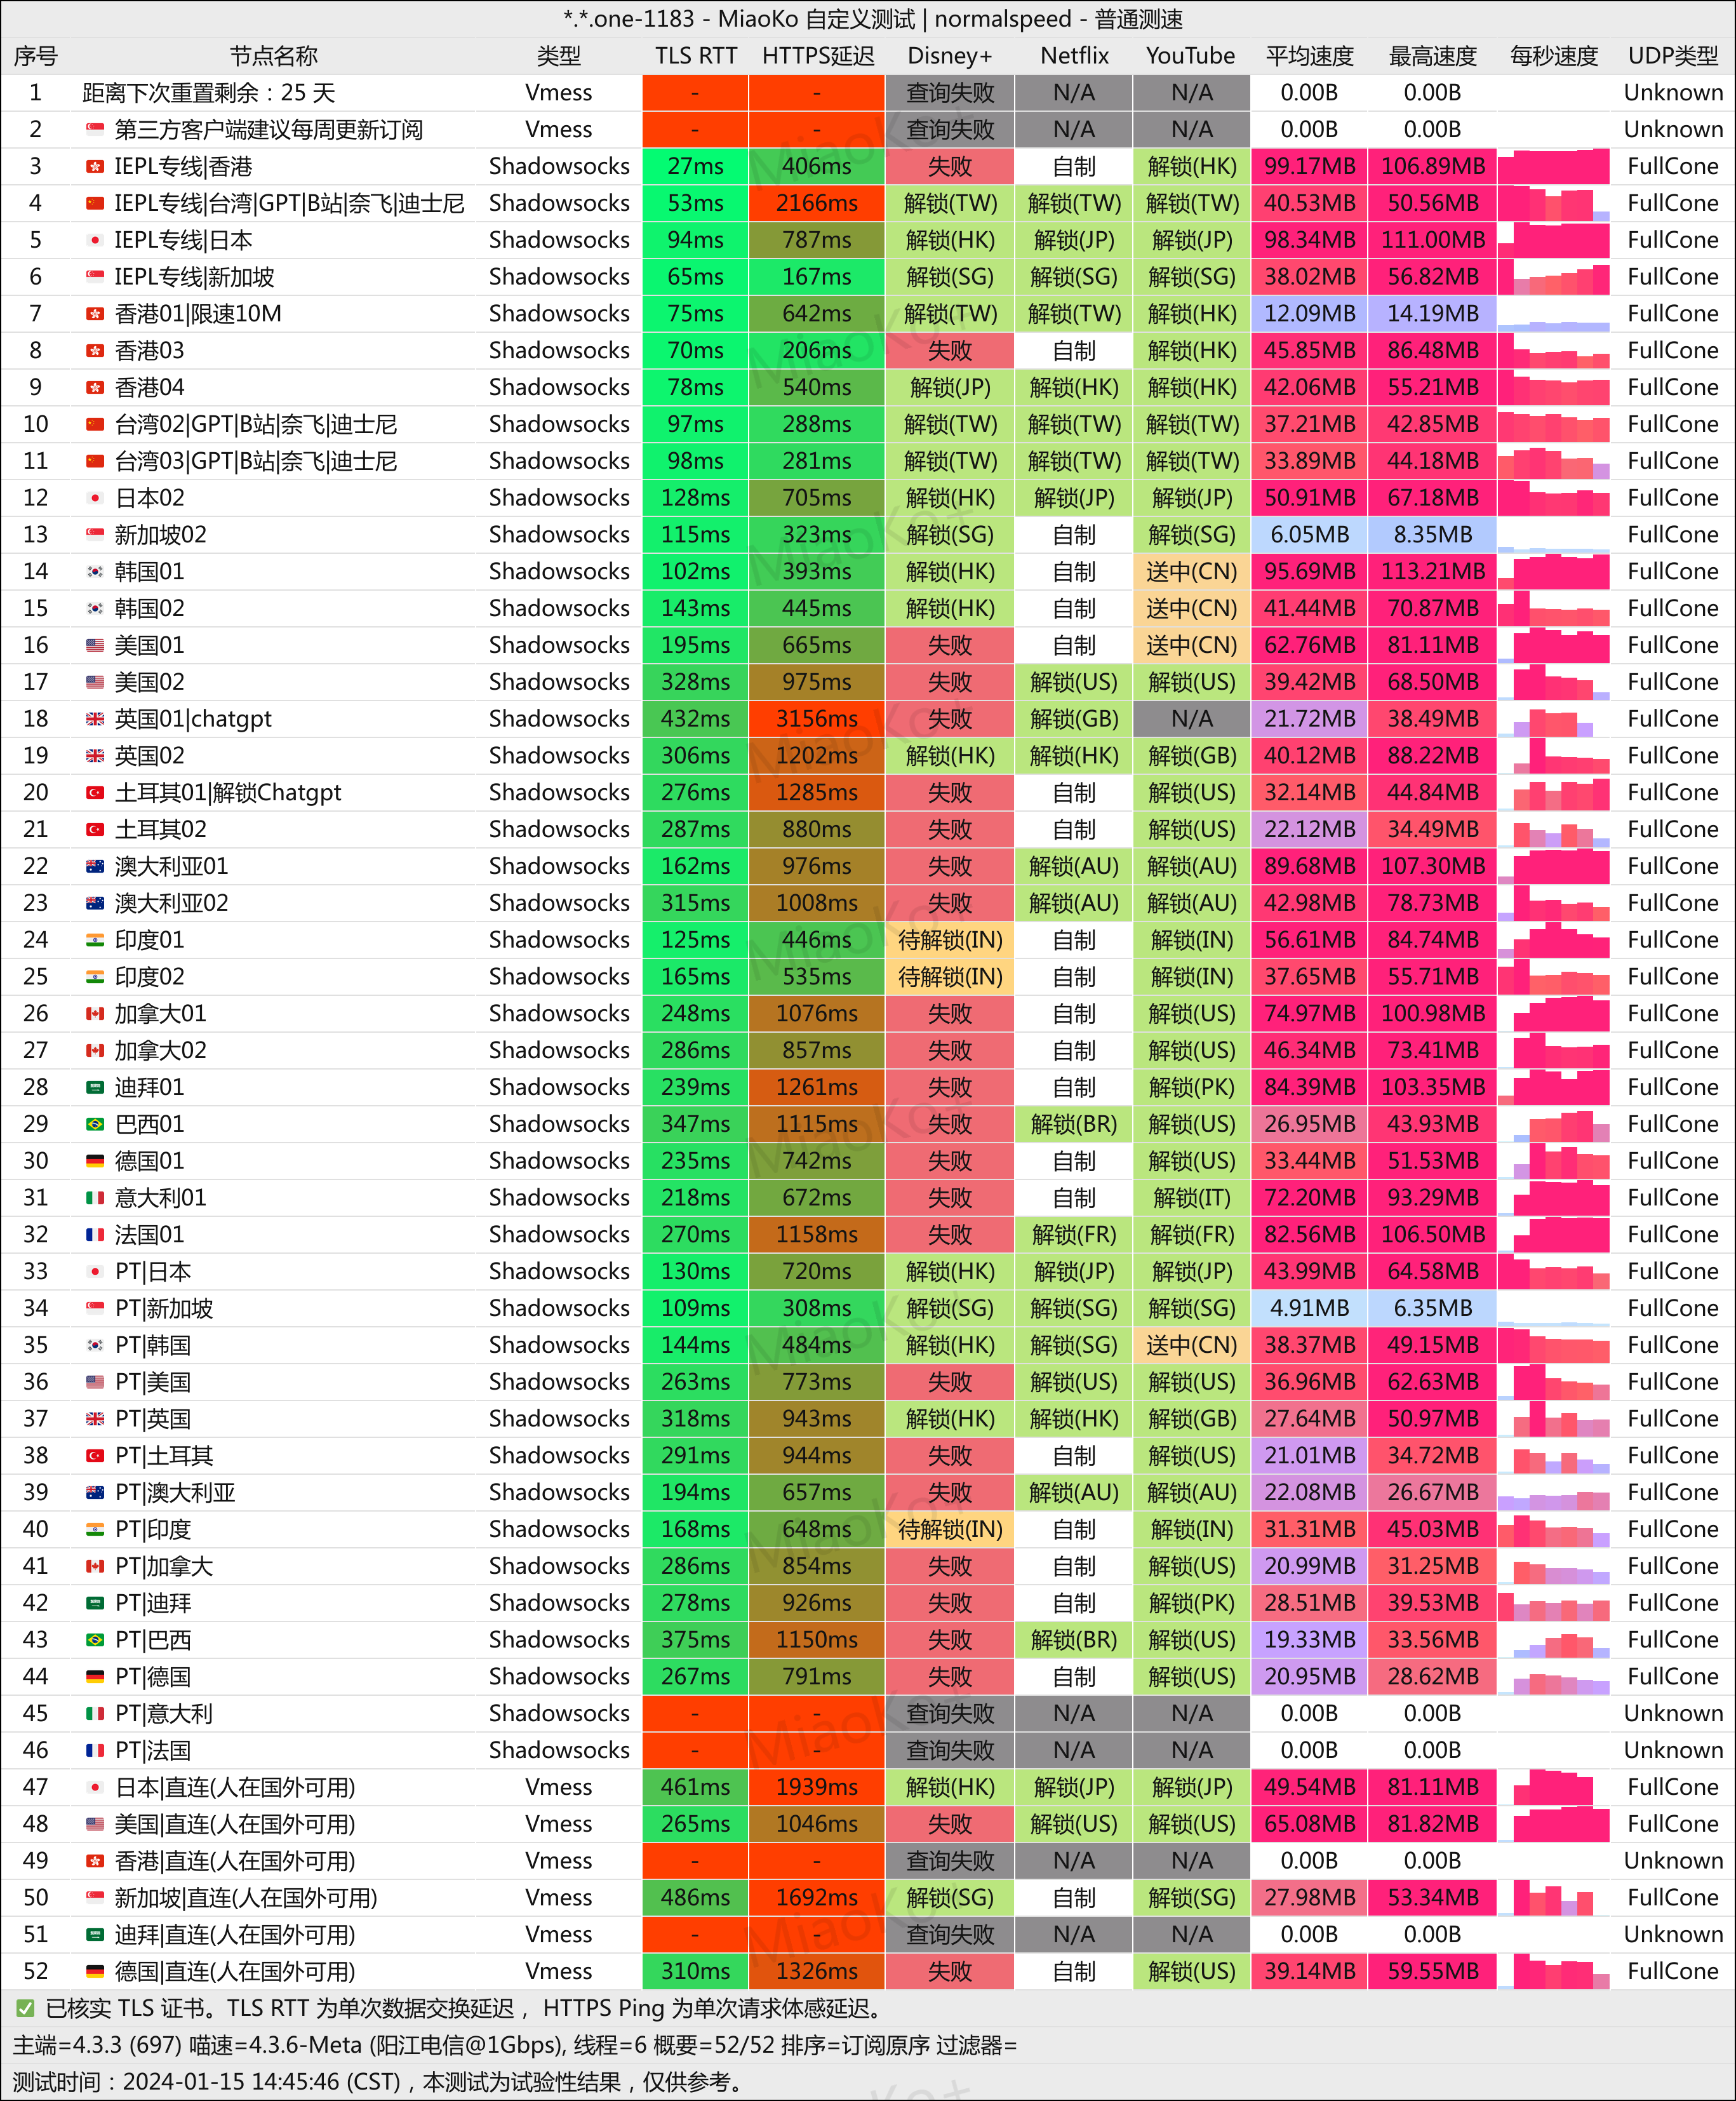 *.*.one-1183 - MiaoKo 自定义测试 | normalspeed - 普通测速
序号 节点名称 类型 TLS RTT HTTPS延迟 Disney+ Netflix YouTube 平均速度 最高速度 每秒速度 UDP类型
1 距离下次重置剩余：25 天 Vmess - - 查询失败 N/A N/A 0.00B 0.00B Unknown
2 第三方客户端建议每周更新订阅 Vmess - - 查询失败 N/A N/A 0.00B 0.00B Unknown
3 IEPL专线|香港 Shadowsocks 27ms 406ms 失败 自制 解锁(HK) 99.17MB 106.89MB FullCone
4 IEPL专线|台湾|GPT|B站|奈飞|迪士尼 Shadowsocks 53ms 2166ms 解锁(TW) 解锁(TW) 解锁(TW) 40.53MB 50.56MB FullCone
5 IEPL专线|日本 Shadowsocks 94ms 787ms 解锁(HK) 解锁(JP) 解锁(JP) 98.34MB 111.00MB FullCone
6 IEPL专线|新加坡 Shadowsocks 65ms 167ms 解锁(SG) 解锁(SG) 解锁(SG) 38.02MB 56.82MB FullCone
7 香港01|限速10M Shadowsocks 75ms 642ms 解锁(TW) 解锁(TW) 解锁(HK) 12.09MB 14.19MB FullCone
8 香港03 Shadowsocks 70ms 206ms 失败 自制 解锁(HK) 45.85MB 86.48MB FullCone
9 香港04 Shadowsocks 78ms 540ms 解锁(JP) 解锁(HK) 解锁(HK) 42.06MB 55.21MB FullCone
10 台湾02|GPT|B站|奈飞|迪士尼 Shadowsocks 97ms 288ms 解锁(TW) 解锁(TW) 解锁(TW) 37.21MB 42.85MB FullCone
11 台湾03|GPT|B站|奈飞|迪士尼 Shadowsocks 98ms 281ms 解锁(TW) 解锁(TW) 解锁(TW) 33.89MB 44.18MB FullCone
12 日本02 Shadowsocks 128ms 705ms 解锁(HK) 解锁(JP) 解锁(JP) 50.91MB 67.18MB FullCone
13 新加坡02 Shadowsocks 115ms 323ms 解锁(SG) 自制 解锁(SG) 6.05MB 8.35MB FullCone
14 韩国01 Shadowsocks 102ms 393ms 解锁(HK) 自制 送中(CN) 95.69MB 113.21MB FullCone
15 韩国02 Shadowsocks 143ms 445ms 解锁(HK) 自制 送中(CN) 41.44MB 70.87MB FullCone
16 美国01 Shadowsocks 195ms 665ms 失败 自制 送中(CN) 62.76MB 81.11MB FullCone
17 美国02 Shadowsocks 328ms 975ms 失败 解锁(US) 解锁(US) 39.42MB 68.50MB FullCone
18 英国01|chatgpt Shadowsocks 432ms 3156ms 失败 解锁(GB) N/A 21.72MB 38.49MB FullCone
19 英国02 Shadowsocks 306ms 1202ms 解锁(HK) 解锁(HK) 解锁(GB) 40.12MB 88.22MB FullCone
20 土耳其01|解锁Chatgpt Shadowsocks 276ms 1285ms 失败 自制 解锁(US) 32.14MB 44.84MB FullCone
21 土耳其02 Shadowsocks 287ms 880ms 失败 自制 解锁(US) 22.12MB 34.49MB FullCone
22 澳大利亚01 Shadowsocks 162ms 976ms 失败 解锁(AU) 解锁(AU) 89.68MB 107.30MB FullCone
23 澳大利亚02 Shadowsocks 315ms 1008ms 失败 解锁(AU) 解锁(AU) 42.98MB 78.73MB FullCone
24 印度01 Shadowsocks 125ms 446ms 待解锁(IN) 自制 解锁(IN) 56.61MB 84.74MB FullCone
25 印度02 Shadowsocks 165ms 535ms 待解锁(IN) 自制 解锁(IN) 37.65MB 55.71MB FullCone
26 加拿大01 Shadowsocks 248ms 1076ms 失败 自制 解锁(US) 74.97MB 100.98MB FullCone
27 加拿大02 Shadowsocks 286ms 857ms 失败 自制 解锁(US) 46.34MB 73.41MB FullCone
28 迪拜01 Shadowsocks 239ms 1261ms 失败 自制 解锁(PK) 84.39MB 103.35MB FullCone
29 巴西01 Shadowsocks 347ms 1115ms 失败 解锁(BR) 解锁(US) 26.95MB 43.93MB FullCone
30 德国01 Shadowsocks 235ms 742ms 失败 自制 解锁(US) 33.44MB 51.53MB FullCone
31 意大利01 Shadowsocks 218ms 672ms 失败 自制 解锁(IT) 72.20MB 93.29MB FullCone
32 法国01 Shadowsocks 270ms 1158ms 失败 解锁(FR) 解锁(FR) 82.56MB 106.50MB FullCone
33 PT|日本 Shadowsocks 130ms 720ms 解锁(HK) 解锁(JP) 解锁(JP) 43.99MB 64.58MB FullCone
34 PT|新加坡 Shadowsocks 109ms 308ms 解锁(SG) 解锁(SG) 解锁(SG) 4.91MB 6.35MB FullCone
35 PT|韩国 Shadowsocks 144ms 484ms 解锁(HK) 解锁(SG) 送中(CN) 38.37MB 49.15MB FullCone
36 PT|美国 Shadowsocks 263ms 773ms 失败 解锁(US) 解锁(US) 36.96MB 62.63MB FullCone
37 PT|英国 Shadowsocks 318ms 943ms 解锁(HK) 解锁(HK) 解锁(GB) 27.64MB 50.97MB FullCone
38 PT|土耳其 Shadowsocks 291ms 944ms 失败 自制 解锁(US) 21.01MB 34.72MB FullCone
39 PT|澳大利亚 Shadowsocks 194ms 657ms 失败 解锁(AU) 解锁(AU) 22.08MB 26.67MB FullCone
40 PT|印度 Shadowsocks 168ms 648ms 待解锁(IN) 自制 解锁(IN) 31.31MB 45.03MB FullCone
41 PT|加拿大 Shadowsocks 286ms 854ms 失败 自制 解锁(US) 20.99MB 31.25MB FullCone
42 PT|迪拜 Shadowsocks 278ms 926ms 失败 自制 解锁(PK) 28.51MB 39.53MB FullCone
43 PT|巴西 Shadowsocks 375ms 1150ms 失败 解锁(BR) 解锁(US) 19.33MB 33.56MB FullCone
44 PT|德国 Shadowsocks 267ms 791ms 失败 自制 解锁(US) 20.95MB 28.62MB FullCone
45 PT|意大利 Shadowsocks - - 查询失败 N/A N/A 0.00B 0.00B Unknown
46 PT|法国 Shadowsocks - - 查询失败 N/A N/A 0.00B 0.00B Unknown
47 日本|直连(人在国外可用) Vmess 461ms 1939ms 解锁(HK) 解锁(JP) 解锁(JP) 49.54MB 81.11MB FullCone
48 美国|直连(人在国外可用) Vmess 265ms 1046ms 失败 解锁(US) 解锁(US) 65.08MB 81.82MB FullCone
49 香港|直连(人在国外可用) Vmess - - 查询失败 N/A N/A 0.00B 0.00B Unknown
50 新加坡|直连(人在国外可用) Vmess 486ms 1692ms 解锁(SG) 自制 解锁(SG) 27.98MB 53.34MB FullCone
51 迪拜|直连(人在国外可用) Vmess - - 查询失败 N/A N/A 0.00B 0.00B Unknown
52 德国|直连(人在国外可用) Vmess 310ms 1326ms 失败 自制 解锁(US) 39.14MB 59.55MB FullCone
✅ 已核实 TLS 证书。TLS RTT 为单次数据交换延迟， HTTPS Ping 为单次请求体感延迟。
主端=4.3.3 (697) 喵速=4.3.6-Meta (阳江电信@1Gbps), 线程=6 概要=52/52 排序=订阅原序 过滤器=
测试时间：2024-01-15 14:45:46 (CST)，本测试为试验性结果，仅供参考。